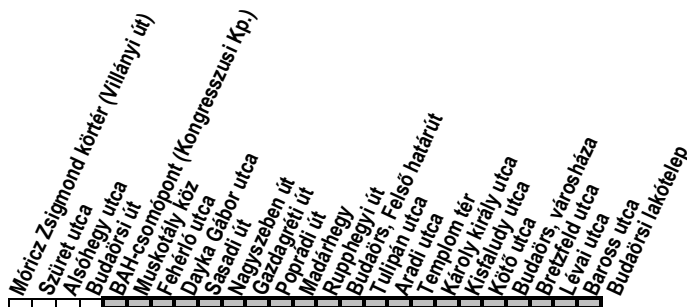 Móricz Zsigmond körtér (Villányi út)
Szüret utca
Alsóhegy utca
Budaörsi út
BAH-csomópont (Kongresszusi Kp.)
Muskotály köz
Fehérló utca
Dayka Gábor utca
Sasadi út
Nagyszeben út
Gazdagréti út
Poprádi út
Madárhegy
Rupphegyi út
Budaörs, Felső határút
Tulipán utca
Aradi utca
Templom tér
Károly király utca
Kisfaludy utca
Kötő utca
Budaörs, városháza
Bretzfeld utca
Lévai utca
Baross utca
Budaörsi lakótelep